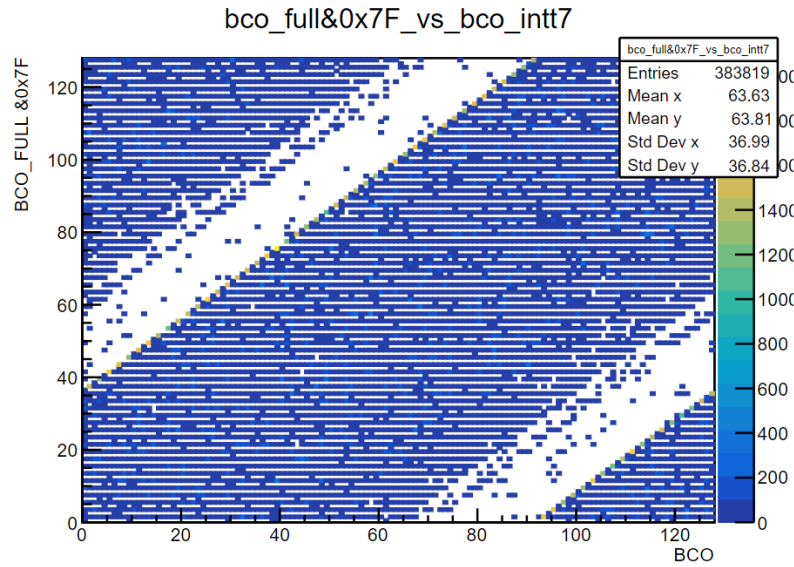 bco_full&0x7F_vs_bco_intt7
bco_full&0x7F_vs_bco_intt7
Entries 383819
Mean x 63.63
Mean y 63.81
Std Dev x 36.99
Std Dev y 36.84
BCO_FULL &0x7F
120
100
80
60
40
20
0
0 20 40 60 80 100 120
BCO
1400
1200
1000
800
600
400
200
0